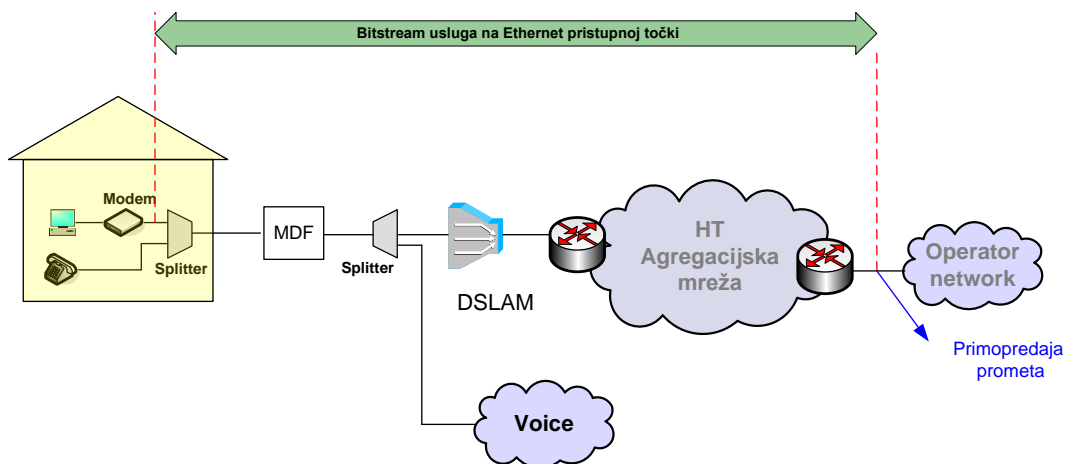 Bitstream usluga na Ethernet pristupnoj točki
Modem
Splitter
MDF
Splitter
DSLAM
HT
Agregacijska
mreža
Operator
network
Primopredaja
prometa
Voice